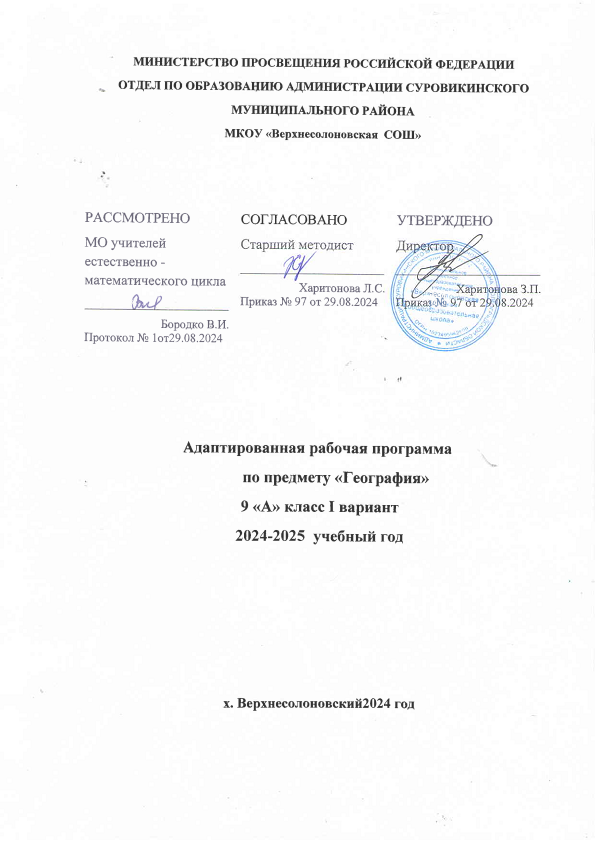 МИНИСТЕРСТВО ПРОСВЕЩЕНИЯ РОССИЙСКОЙ ФЕДЕРАЦИИ
ОТДЕЛ ПО ОБРАЗОВАНИЮ АДМИНИСТРАЦИИ СУРОВИКИНСКОГО
МУНИЦИПАЛЬНОГО РАЙОНА
МКОУ «Верхнесолоновская СОШ»
РАССМОТРЕНО
МО учителей
естественно -
математического цикла
Бородко В.И.
Протокол № 1от29.08.2024
СОГЛАСОВАНО
Старший методист
Харитонова Л.С.
Приказ № 97 от 29.08.2024
УТВЕРЖДЕНО
Директор
Харитонова З.П.
Приказ № 97 от 29.08.2024
Адаптированная рабочая программа
по предмету «География»
9 «А» класс I вариант
2024-2025 учебный год
х. Верхнесолоновский2024 год